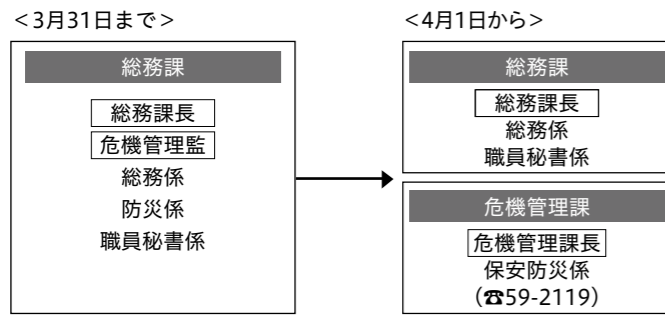 ＜3月31日まで＞
総務課
総務課長
危機管理監
総務係
防災係
職員秘書係
＜4月1日から＞
総務課
総務課長
総務係
職員秘書係
危機管理課
危機管理課長
保安防災係
（☎59-2119）